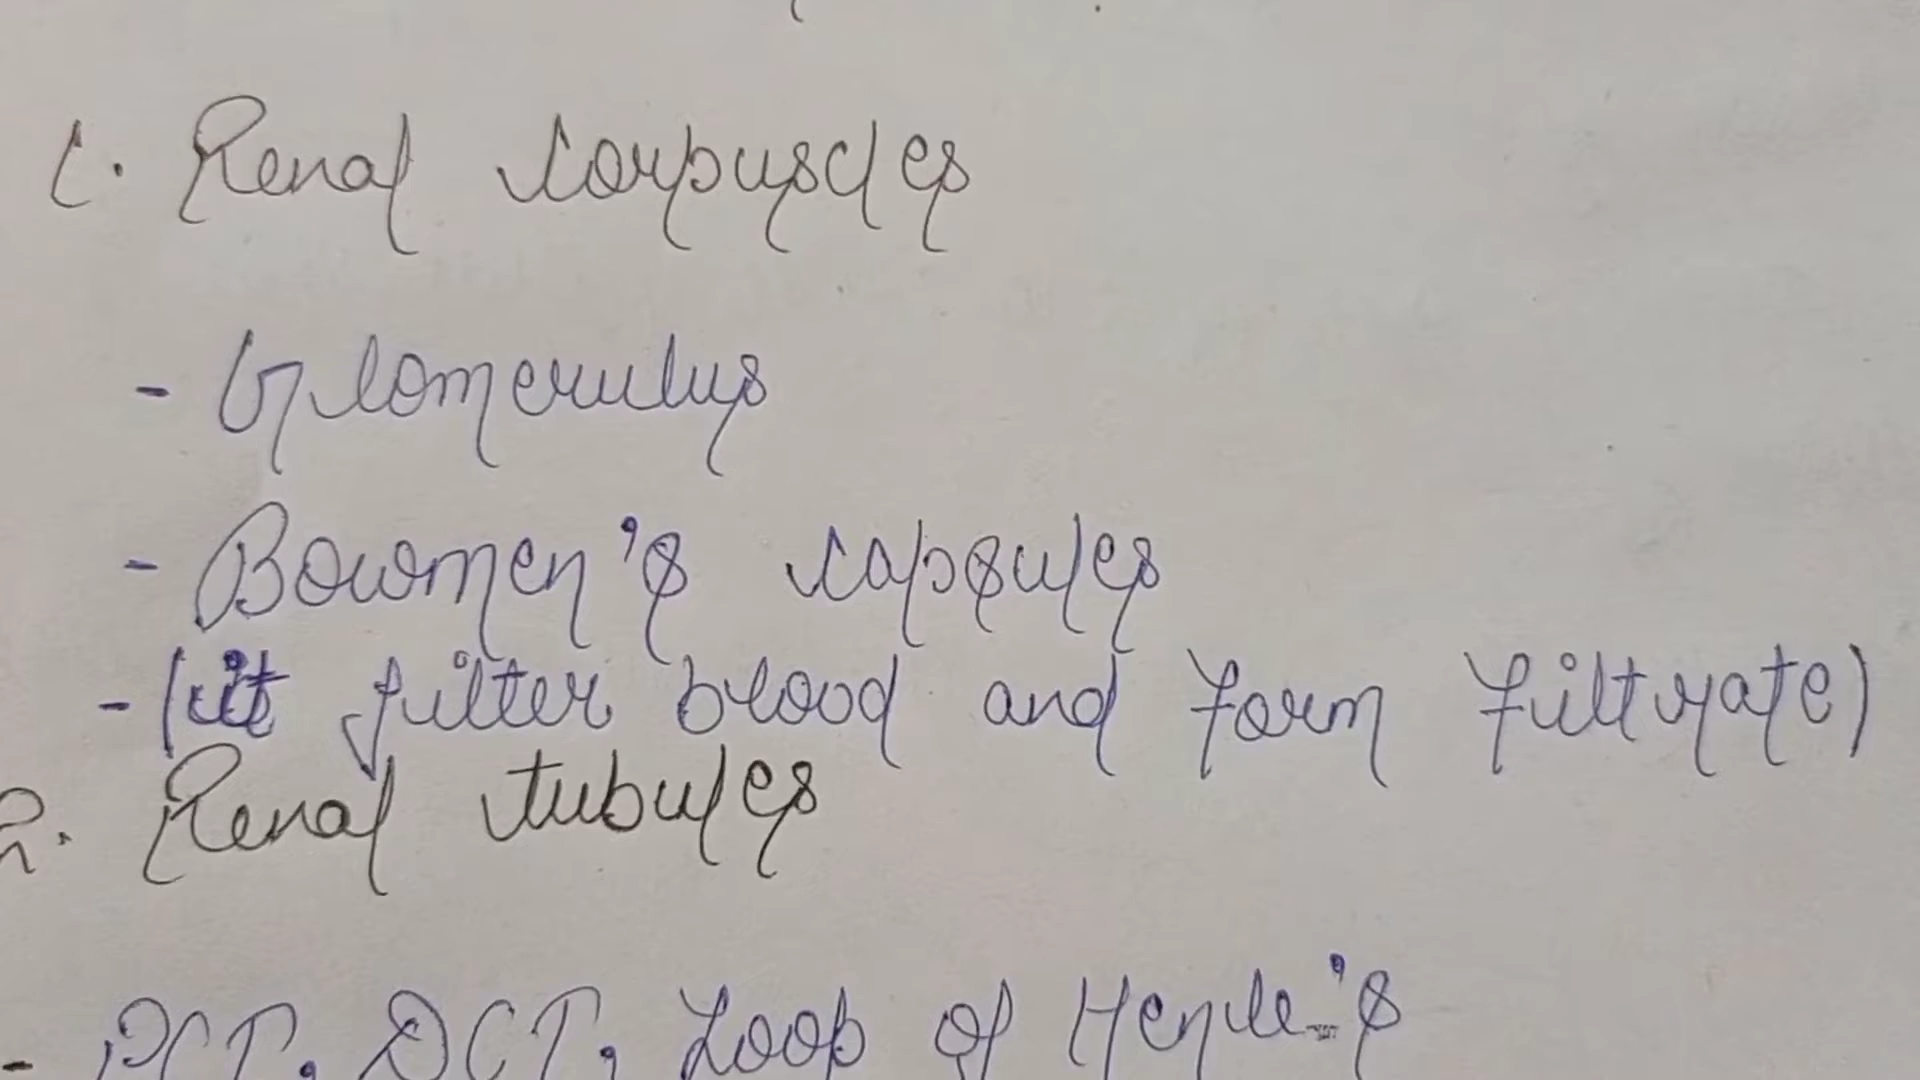 1. Renal corpuscles
- Glomerulus
- Bowmen's capsules
- (it filter blood and form filtrate)
2. Renal tubules
- PCT, DCT, Loop of Henle's